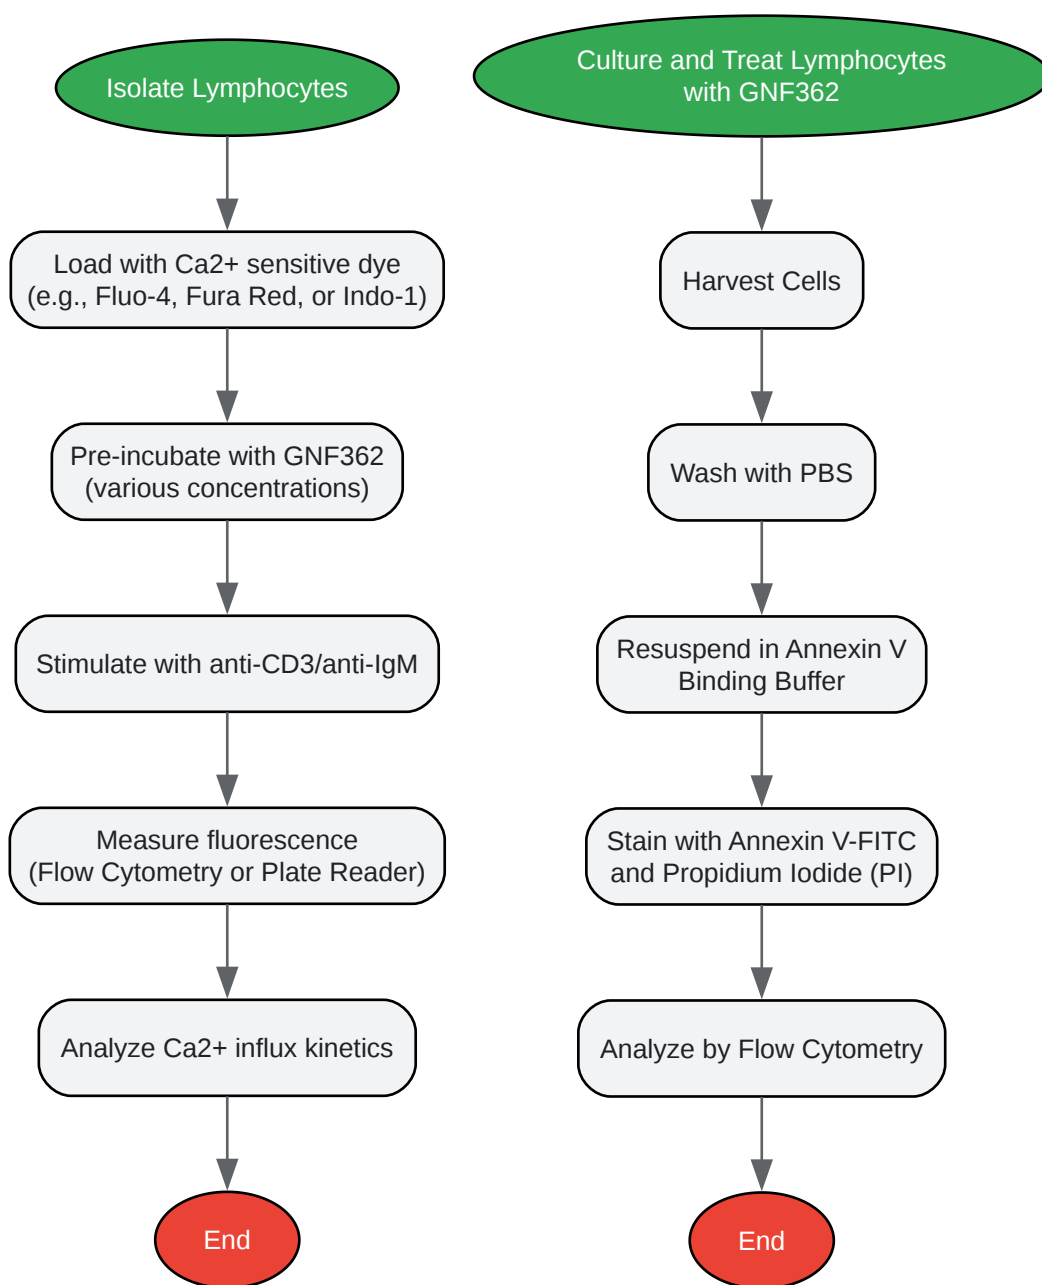 Isolate Lymphocytes
Load with Ca2+ sensitive dye
(e.g., Fluo-4, Fura Red, or Indo-1)
Pre-incubate with GNF362
(various concentrations)
Stimulate with anti-CD3/anti-IgM
Measure fluorescence
(Flow Cytometry or Plate Reader)
Analyze Ca2+ influx kinetics
End
Culture and Treat Lymphocytes
with GNF362
Harvest Cells
Wash with PBS
Resuspend in Annexin V
Binding Buffer
Stain with Annexin V-FITC
and Propidium Iodide (PI)
Analyze by Flow Cytometry
End